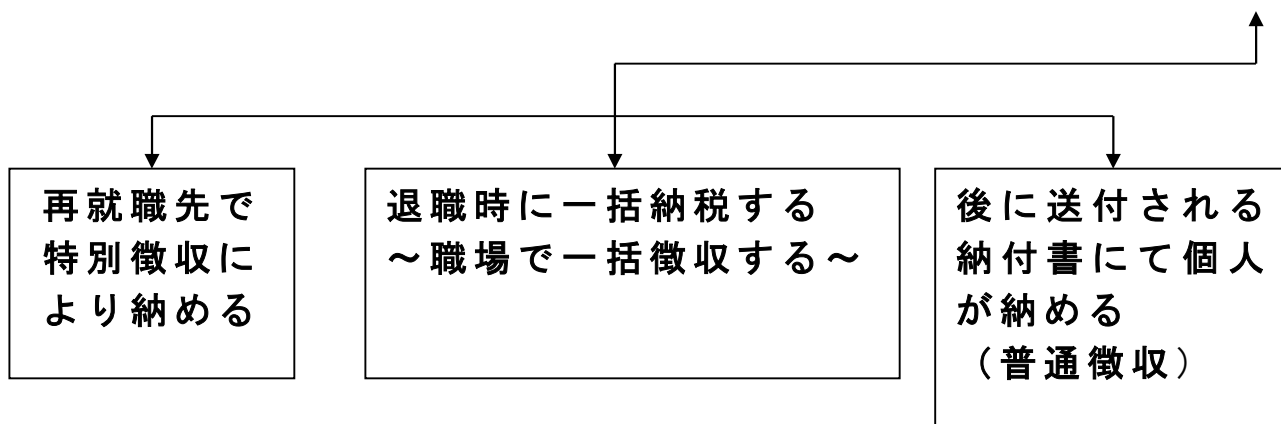 再就職先で
特別徴収に
より納める
退職時に一括納税する
～職場で一括徴収する～
後に送付される
納付書にて個人
が納める
（普通徴収）